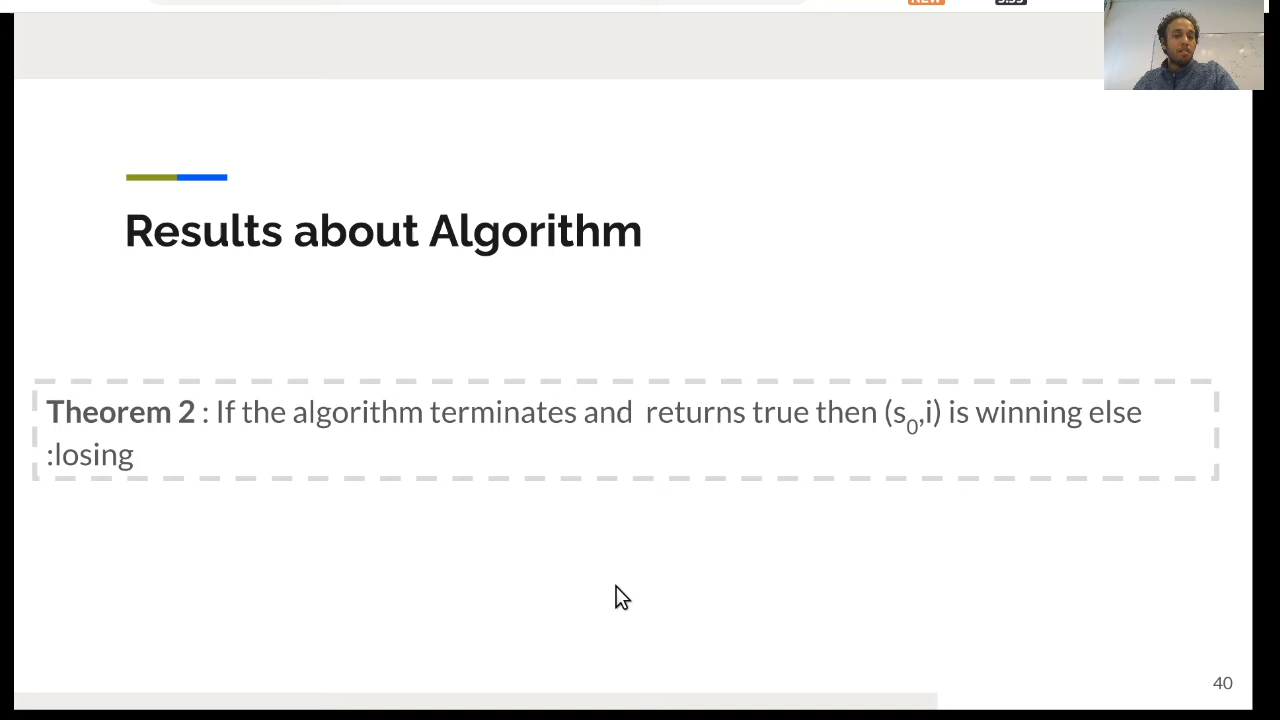 NEW
Results about Algorithm
Theorem 2 : If the algorithm terminates and returns true then (s0,i) is winning else
:losing
40